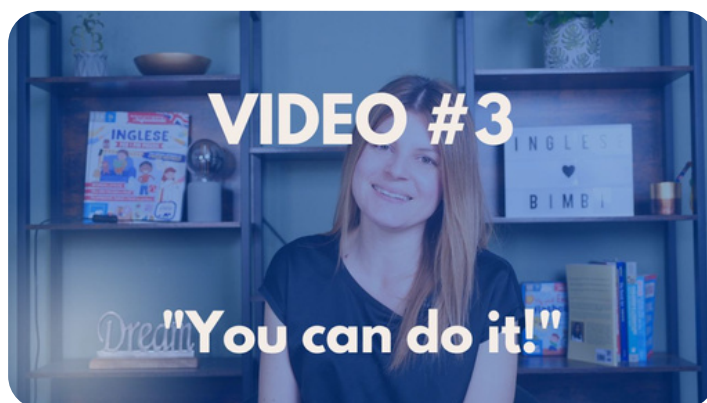 VIDEO #3
INGLESE
INGLESE
BIMBI
Dream
"You can do it!"